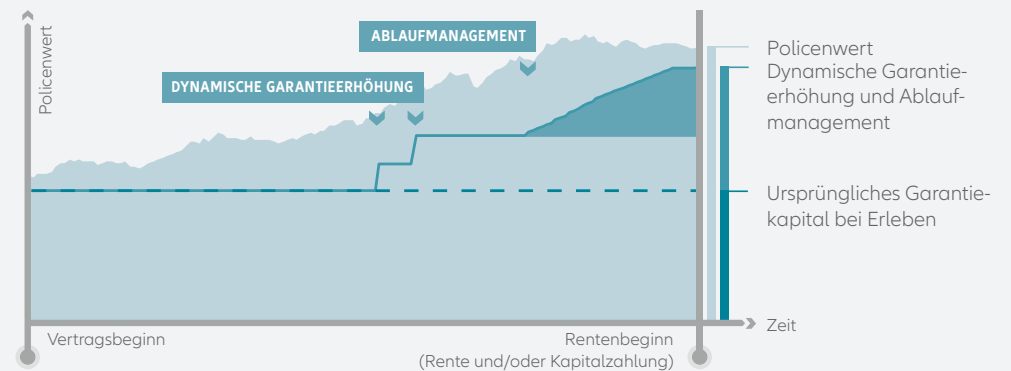 Policenwert
ABLAUFMANAGEMENT
DYNAMISCHE GARANTIEERHÖHUNG
Policenwert
Dynamische Garantie-
erhöhung und Ablauf-
management
Ursprüngliches Garantie-
kapital bei Erleben
Zeit
Vertragsbeginn
Rentenbeginn
(Rente und/oder Kapitalzahlung)